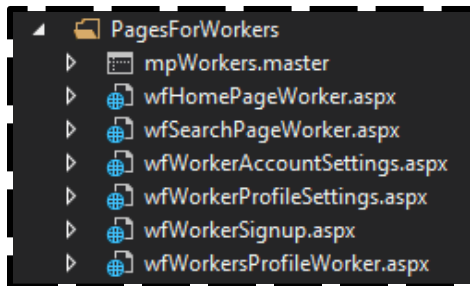 PagesForWorkers
mpWorkers.master
wfHomePageWorker.aspx
wfSearchPageWorker.aspx
wfWorkerAccountSettings.aspx
wfWorkerProfileSettings.aspx
wfWorkerSignup.aspx
wfWorkersProfileWorker.aspx